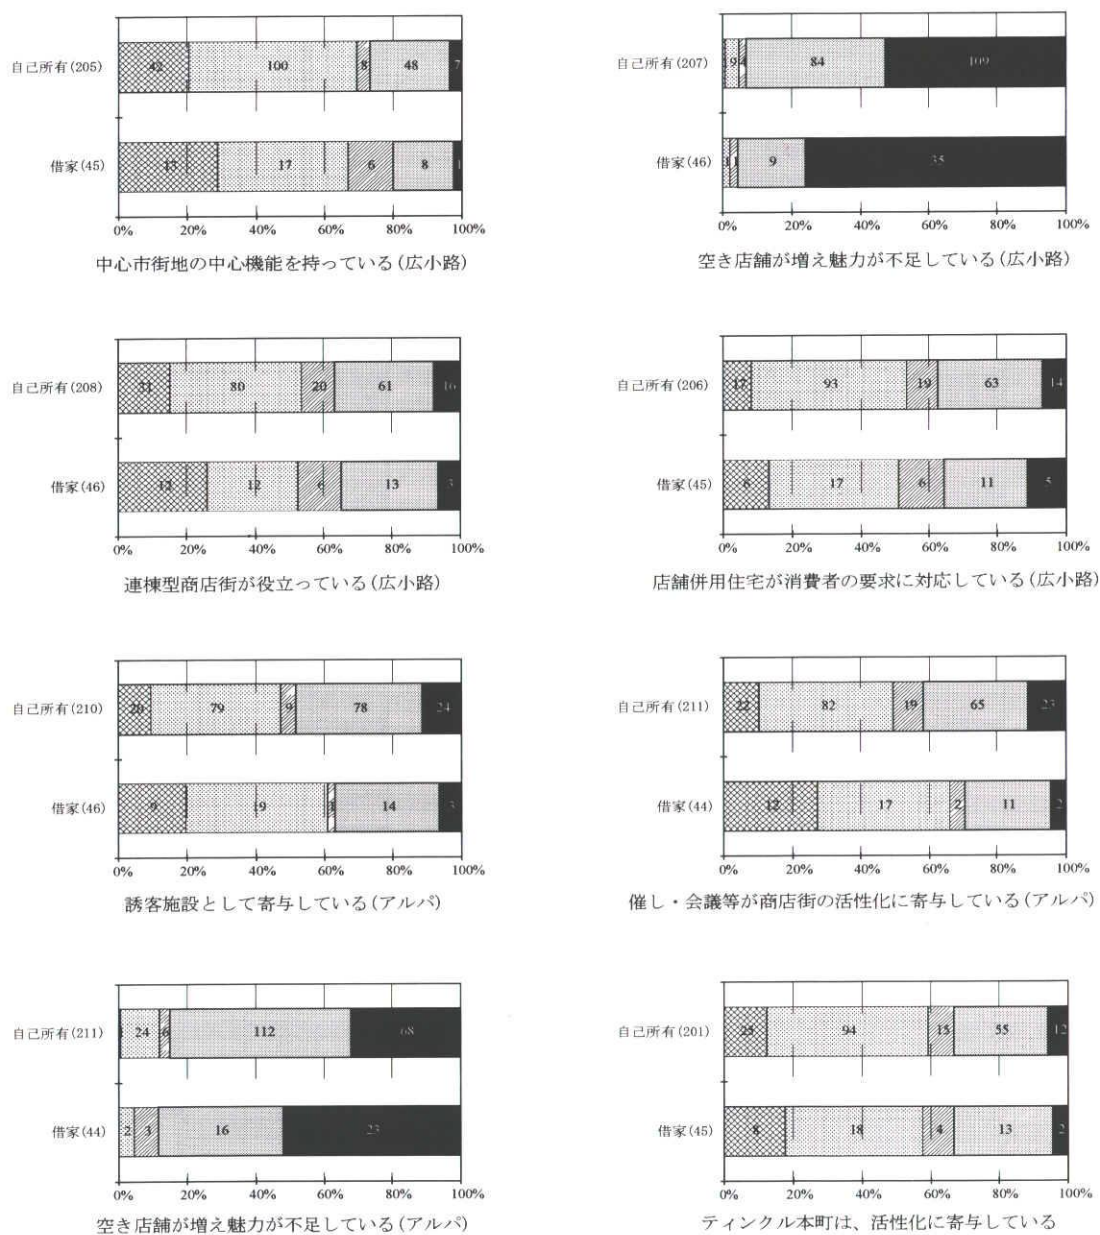 自己所有(205) 42 100 8 48 7
借家(45) 13 17 6 8 1
0% 20% 40% 60% 80% 100%
中心市街地の中心機能を持っている(広小路)
自己所有(207) 1 9 4 84 109
借家(46) 1 1 9 35
0% 20% 40% 60% 80% 100%
空き店舗が増え魅力が不足している(広小路)
自己所有(208) 31 80 20 61 16
借家(46) 12 12 6 13 3
0% 20% 40% 60% 80% 100%
連棟型商店街が役立っている(広小路)
自己所有(206) 17 93 19 63 14
借家(45) 6 17 6 11 5
0% 20% 40% 60% 80% 100%
店舗併用住宅が消費者の要求に対応している(広小路)
自己所有(210) 20 79 9 78 24
借家(46) 9 19 1 14 3
0% 20% 40% 60% 80% 100%
誘客施設として寄与している(アルパ)
自己所有(211) 22 82 19 65 23
借家(44) 12 17 2 11 2
0% 20% 40% 60% 80% 100%
催し・会議等が商店街の活性化に寄与している(アルパ)
自己所有(211) 1 24 6 112 68
借家(44) 2 3 16 23
0% 20% 40% 60% 80% 100%
空き店舗が増え魅力が不足している(アルパ)
自己所有(201) 25 94 15 55 12
借家(45) 8 18 4 13 2
0% 20% 40% 60% 80% 100%
ティンクル本町は、活性化に寄与している